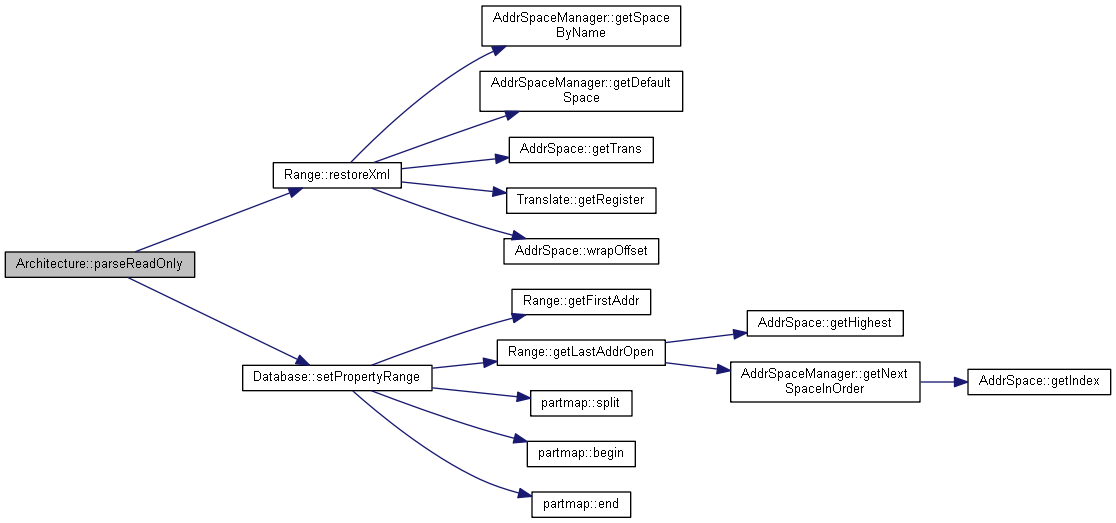 AddrSpaceManager::getSpace
ByName
AddrSpaceManager::getDefault
Space
AddrSpace::getTrans
Range::restoreXml
Translate::getRegister
AddrSpace::wrapOffset
Architecture::parseReadOnly
Range::getFirstAddr
AddrSpace::getHighest
Range::getLastAddrOpen
Database::setPropertyRange
AddrSpaceManager::getNext
SpaceInOrder
AddrSpace::getIndex
partmap::split
partmap::begin
partmap::end